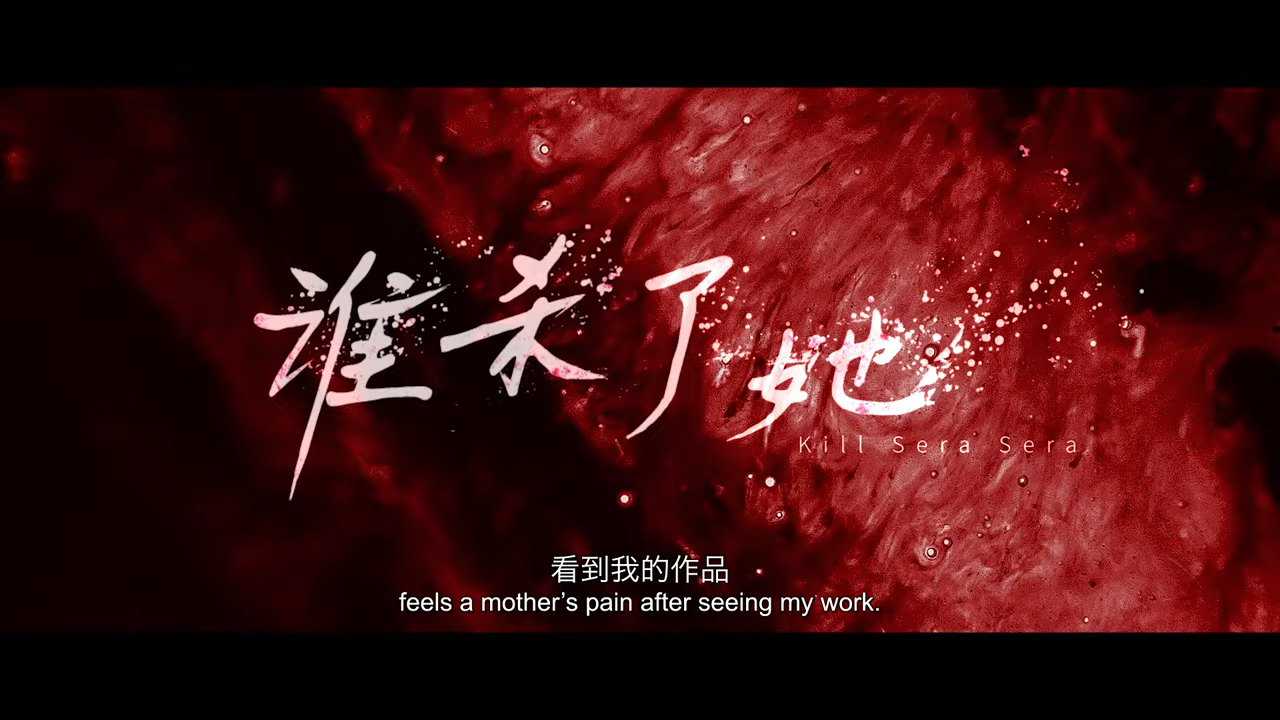 谁杀了她
Kill Sera Sera
看到我的作品
feels a mother's pain after seeing my work.